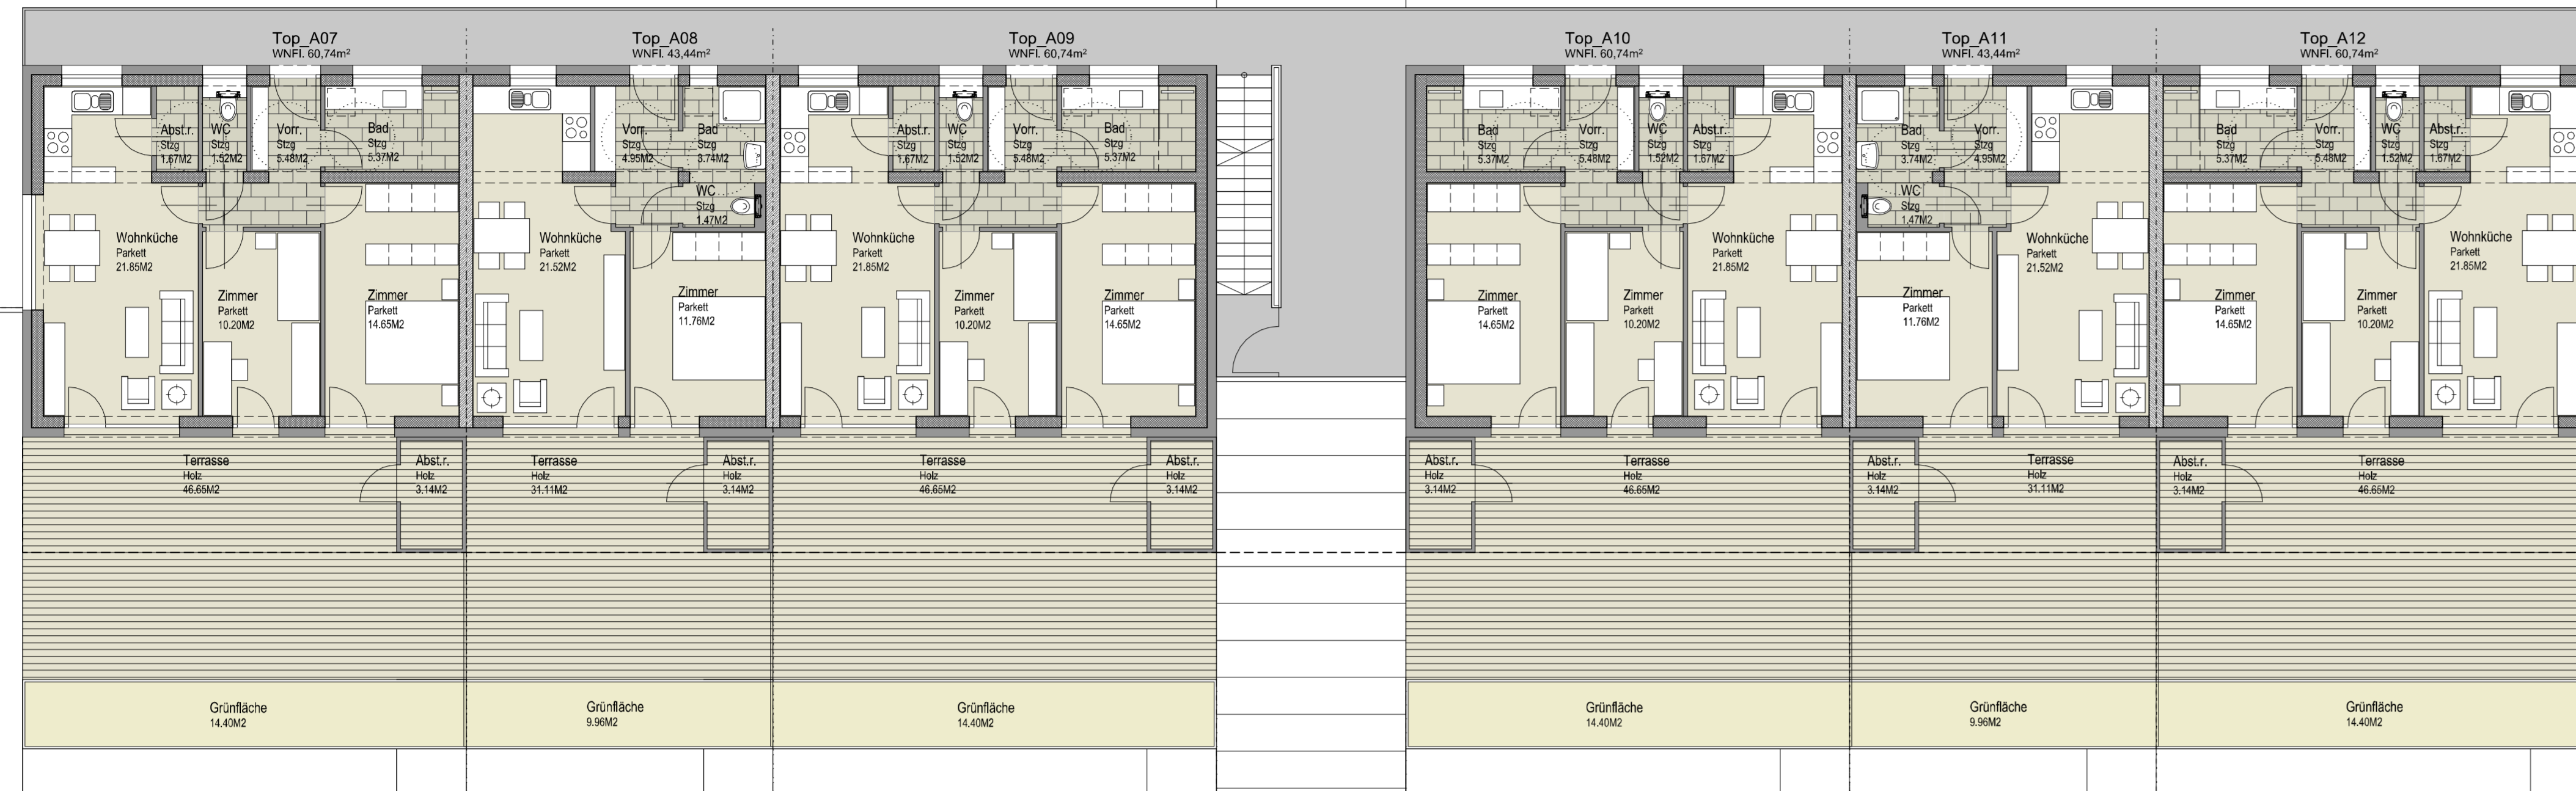 Top_A07
WNFl. 60,74m²
Top_A08
WNFl. 43,44m²
Top_A09
WNFl. 60,74m²
Top_A10
WNFl. 60,74m²
Top_A11
WNFl. 43,44m²
Top_A12
WNFl. 60,74m²
Abst.r.
Stzg
1.67M2
WC
Stzg
1.52M2
Vorr.
Stzg
5.48M2
Bad
Stzg
5.37M2
Wohnküche
Parkett
21.85M2
Zimmer
Parkett
10.20M2
Zimmer
Parkett
14.65M2
Vorr.
Stzg
4.95M2
Bad
Stzg
3.74M2
WC
Stzg
1.47M2
Wohnküche
Parkett
21.52M2
Zimmer
Parkett
11.76M2
Abst.r.
Stzg
1.67M2
WC
Stzg
1.52M2
Vorr.
Stzg
5.48M2
Bad
Stzg
5.37M2
Wohnküche
Parkett
21.85M2
Zimmer
Parkett
10.20M2
Zimmer
Parkett
14.65M2
Bad
Stzg
5.37M2
Vorr.
Stzg
5.48M2
WC
Stzg
1.52M2
Abst.r.
Stzg
1.67M2
Wohnküche
Parkett
21.85M2
Zimmer
Parkett
14.65M2
Zimmer
Parkett
10.20M2
Bad
Stzg
3.74M2
Vorr.
Stzg
4.95M2
WC
Stzg
1.47M2
Wohnküche
Parkett
21.52M2
Zimmer
Parkett
11.76M2
Bad
Stzg
5.37M2
Vorr.
Stzg
5.48M2
WC
Stzg
1.52M2
Abst.r.
Stzg
1.67M2
Wohnküche
Parkett
21.85M2
Zimmer
Parkett
14.65M2
Zimmer
Parkett
10.20M2
Terrasse
Holz
46.65M2
Abst.r.
Holz
3.14M2
Terrasse
Holz
31.11M2
Abst.r.
Holz
3.14M2
Terrasse
Holz
46.65M2
Abst.r.
Holz
3.14M2
Abst.r.
Holz
3.14M2
Terrasse
Holz
46.65M2
Abst.r.
Holz
3.14M2
Terrasse
Holz
31.11M2
Abst.r.
Holz
3.14M2
Terrasse
Holz
46.65M2
Grünfläche
14.40M2
Grünfläche
9.96M2
Grünfläche
14.40M2
Grünfläche
14.40M2
Grünfläche
9.96M2
Grünfläche
14.40M2